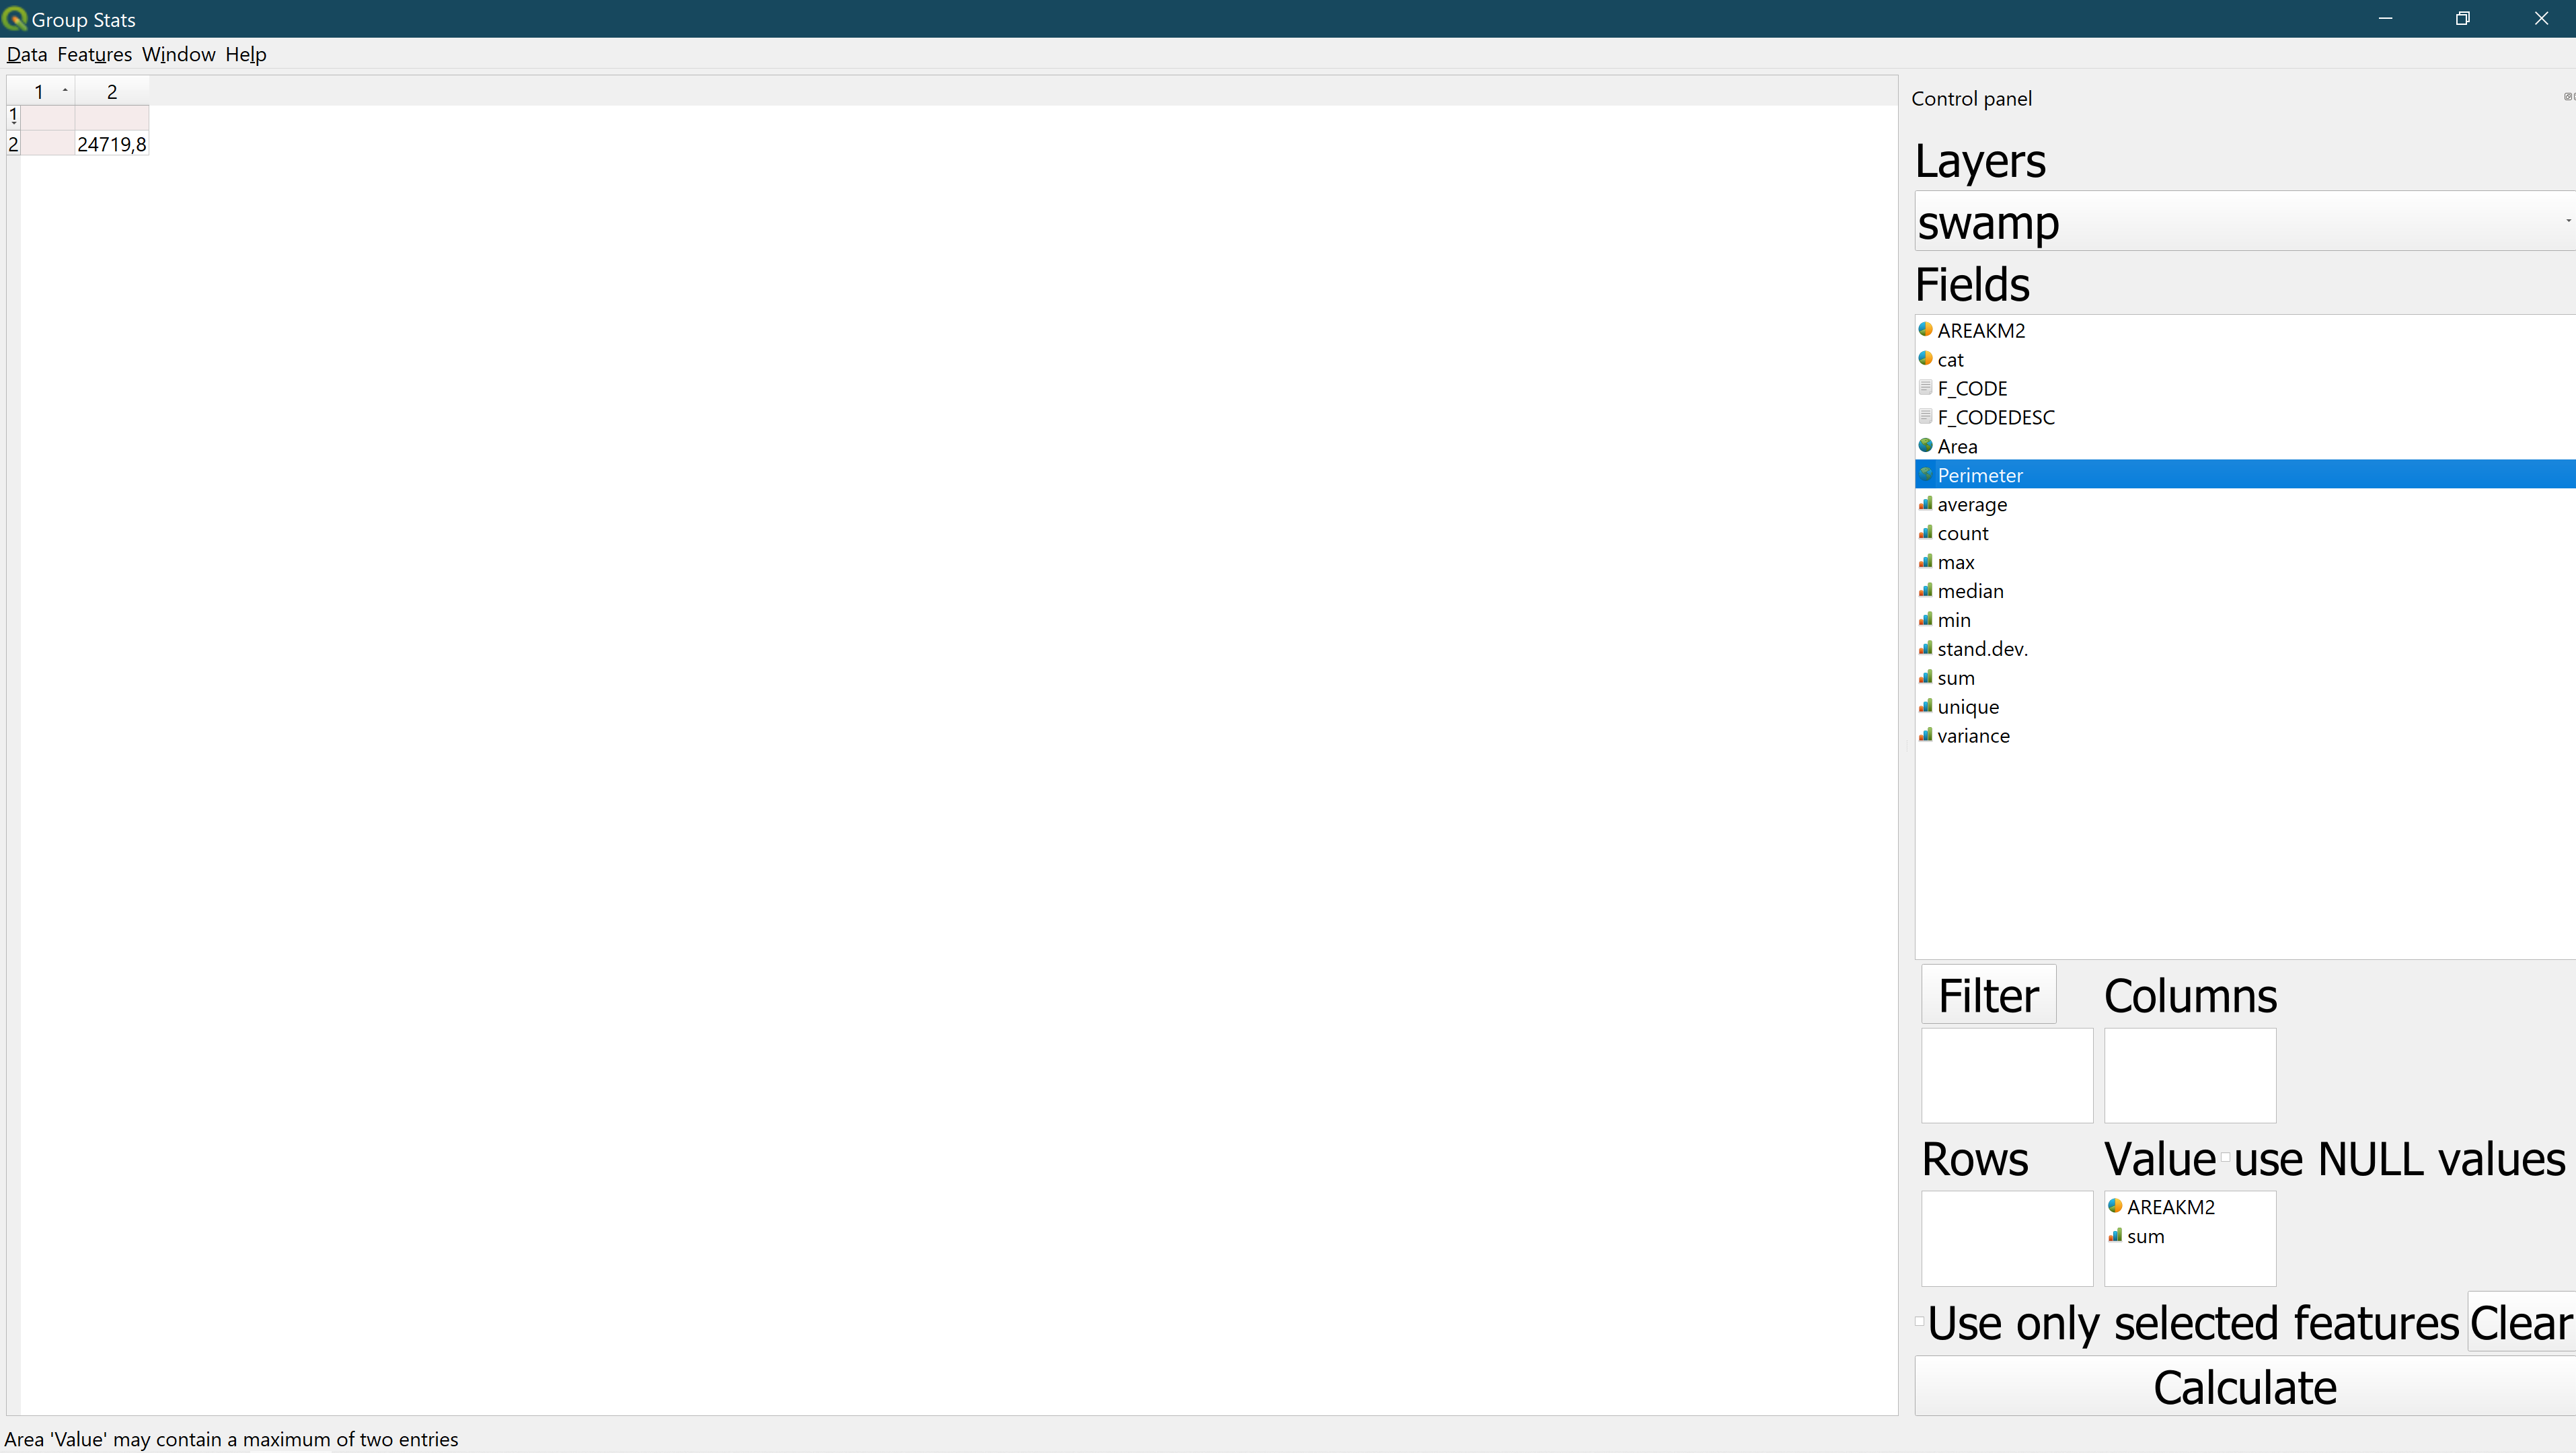 Group Stats
Data Features Window Help
1 2
1
2 24719,8
Control panel
Layers
swamp
Fields
AREAKM2
cat
F_CODE
F_CODEDESC
Area
Perimeter
average
count
max
median
min
stand.dev.
sum
unique
variance
Filter Columns
Rows Value use NULL values
AREAKM2
sum
Use only selected features Clear
Calculate
Area 'Value' may contain a maximum of two entries